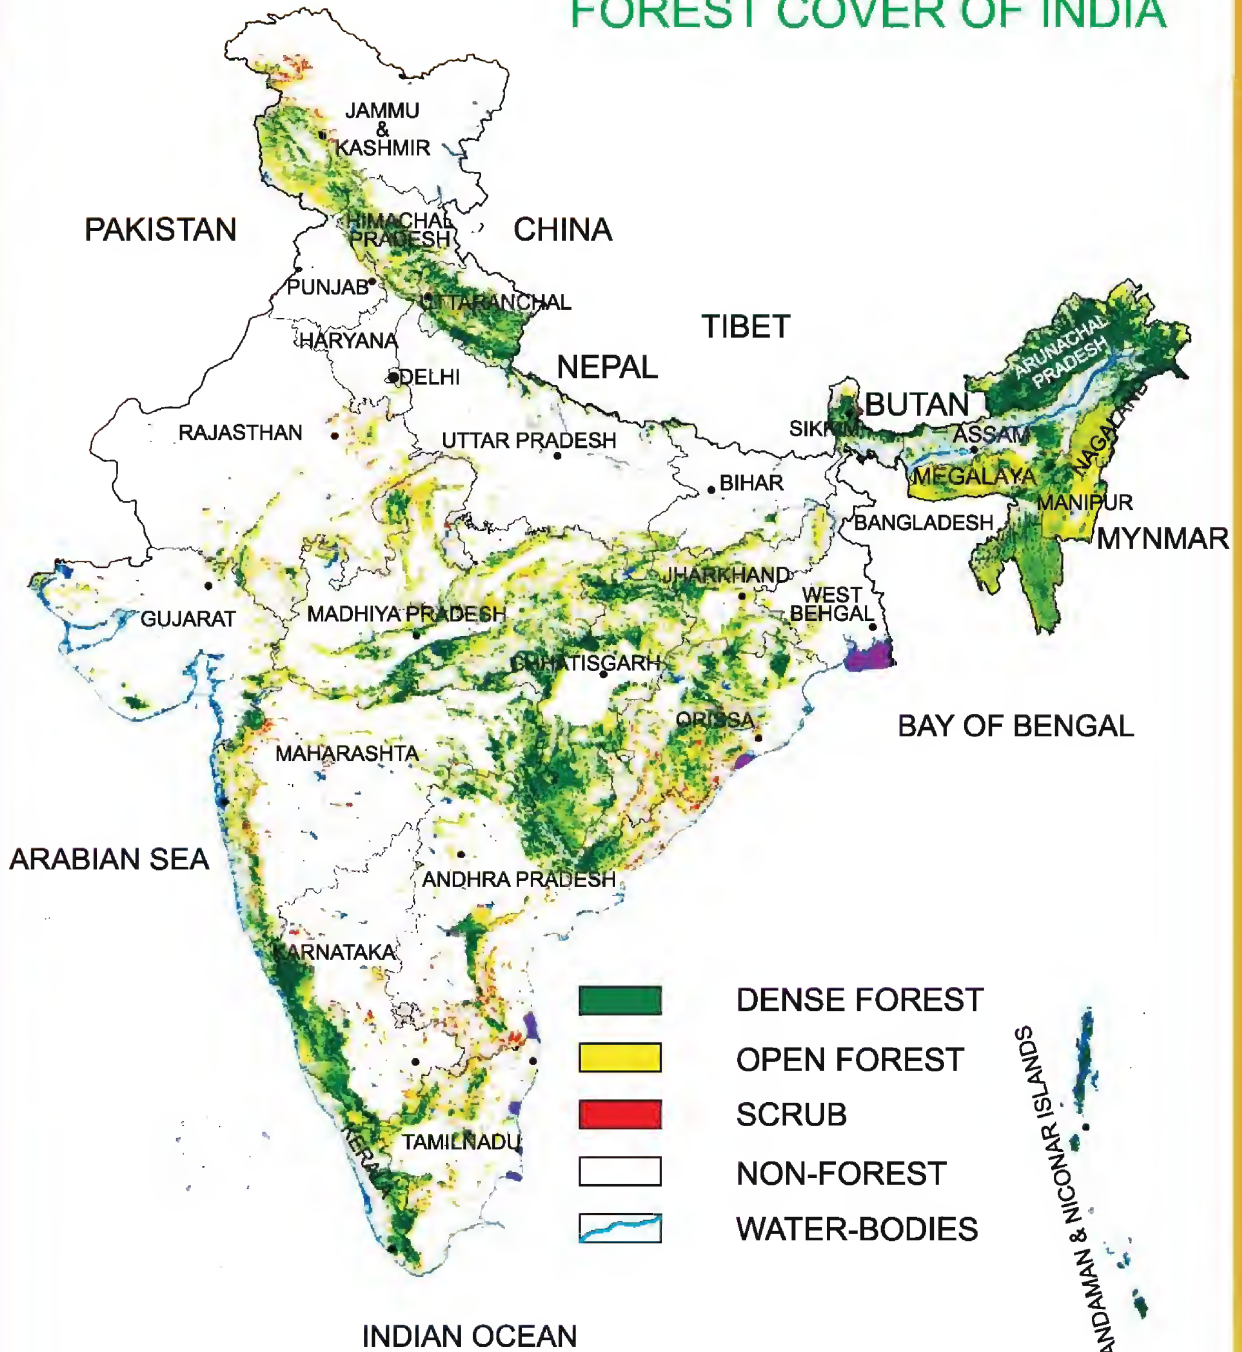 FOREST COVER OF INDIA
JAMMU
&
KASHMIR
PAKISTAN
HIMACHAL
PRADESH
CHINA
PUNJAB
UTTARANCHAL
TIBET
HARYANA
NEPAL
DELHI
ARUNACHAL
PRADESH
BUTAN
RAJASTHAN
UTTAR PRADESH
SIKKIM
ASSAM
NAGALAND
BIHAR
MEGALAYA
MANIPUR
BANGLADESH
MYNMAR
JHARKHAND
GUJARAT
MADHIYA PRADESH
WEST
BEHGAL
CHHATISGARH
ORISSA
BAY OF BENGAL
MAHARASHTA
ARABIAN SEA
ANDHRA PRADESH
KARNATAKA
DENSE FOREST
OPEN FOREST
SCRUB
NON-FOREST
WATER-BODIES
KERALA
TAMILNADU
ANDAMAN & NICONAR ISLANDS
INDIAN OCEAN